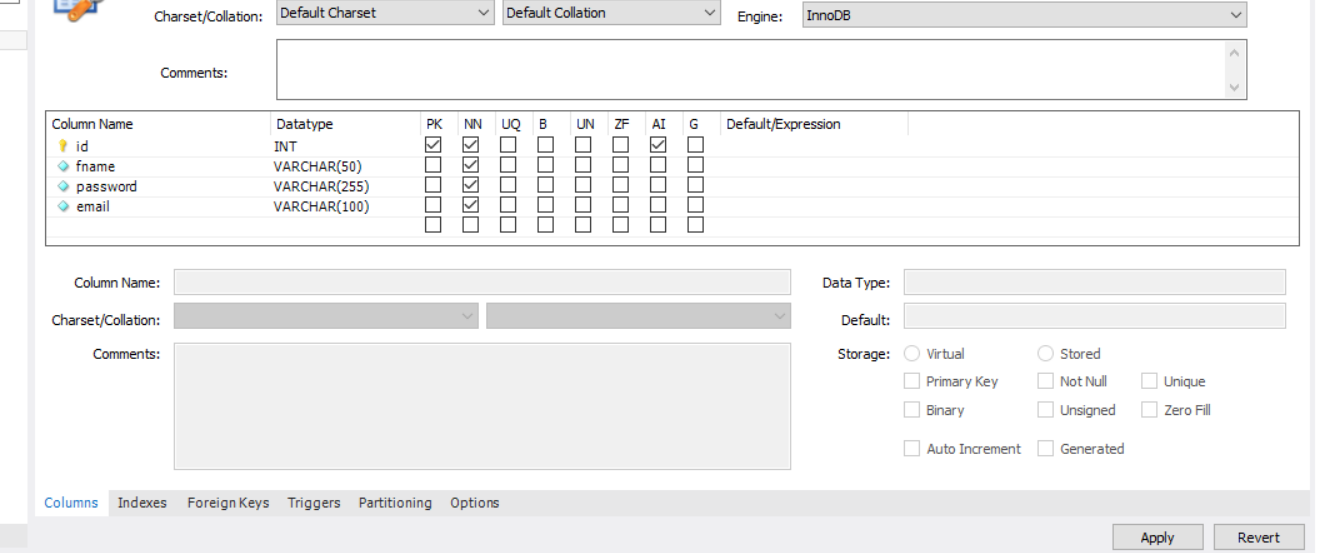 Charset/Collation: Default Charset Default Collation Engine: InnoDB
Comments:
Column Name Datatype PK NN UQ B UN ZF AI G Default/Expression
id INT
fname VARCHAR(50)
password VARCHAR(255)
email VARCHAR(100)
Column Name: Data Type:
Charset/Collation: Default:
Comments: Storage: Virtual Stored
Primary Key Not Null Unique
Binary Unsigned Zero Fill
Auto Increment Generated
Columns Indexes Foreign Keys Triggers Partitioning Options
Apply Revert